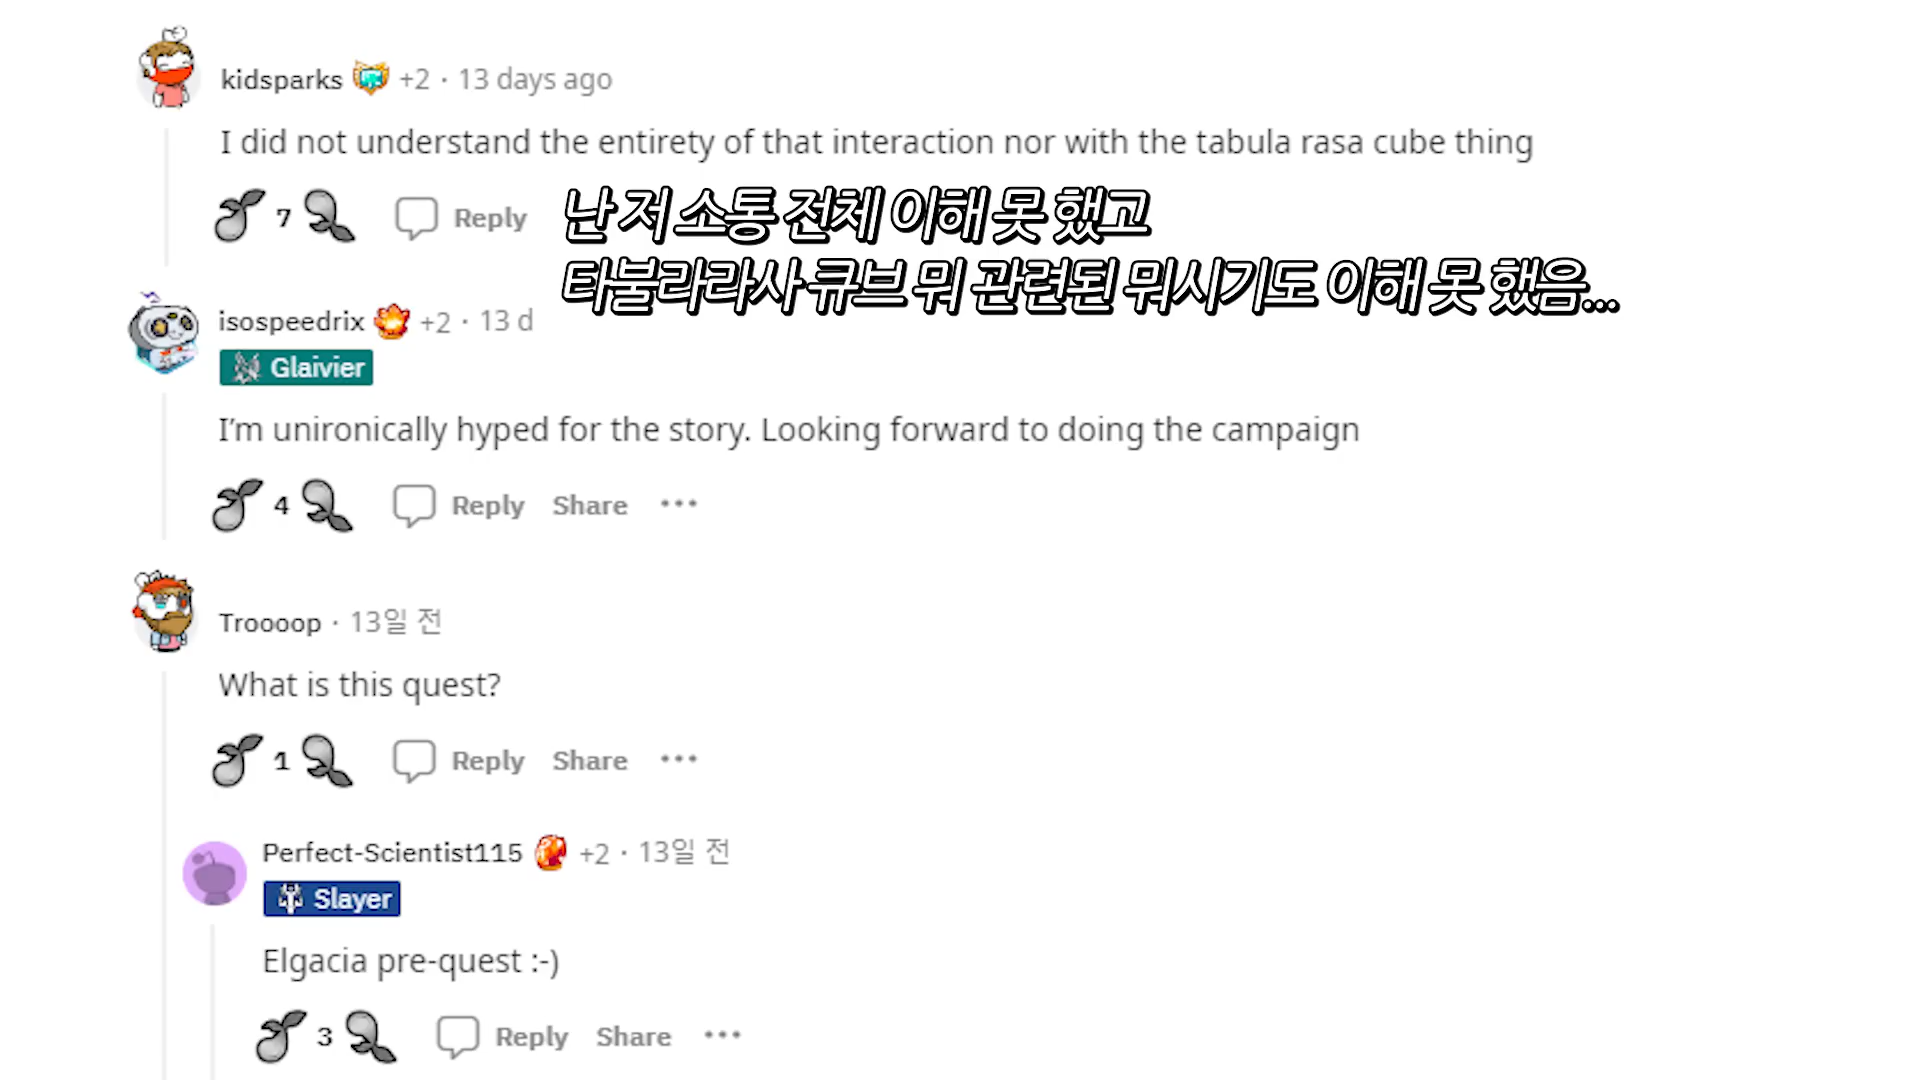 kidsparks +2 · 13 days ago
I did not understand the entirety of that interaction nor with the tabula rasa cube thing
7 Reply
난 저 소통 전체 이해 못 했고
타불라라사 큐브 뭐 관련된 뭐시기도 이해 못 했음...
isospeedrix +2 · 13 d
Glaivier
I'm unironically hyped for the story. Looking forward to doing the campaign
4 Reply Share ···
Troooop · 13일 전
What is this quest?
1 Reply Share ···
Perfect-Scientist115 +2 · 13일 전
Slayer
Elgacia pre-quest :-)
3 Reply Share ···